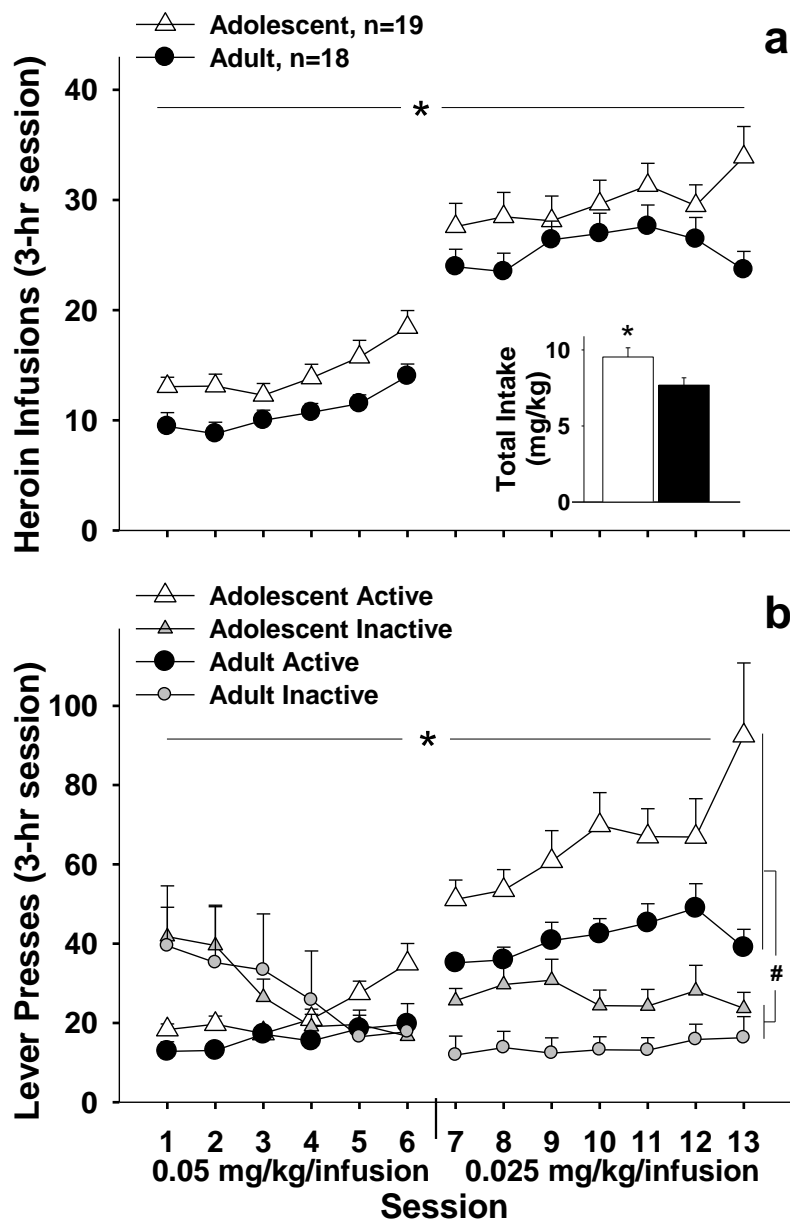 Adolescent, n=19
Adult, n=18
a
*
Heroin Infusions (3-hr session)
40
30
20
10
0
*
Total Intake
(mg/kg)
10
5
0
Adolescent Active
Adolescent Inactive
Adult Active
Adult Inactive
b
*
#
Lever Presses (3-hr session)
100
80
60
40
20
0
1 2 3 4 5 6 7 8 9 10 11 12 13
0.05 mg/kg/infusion 0.025 mg/kg/infusion
Session